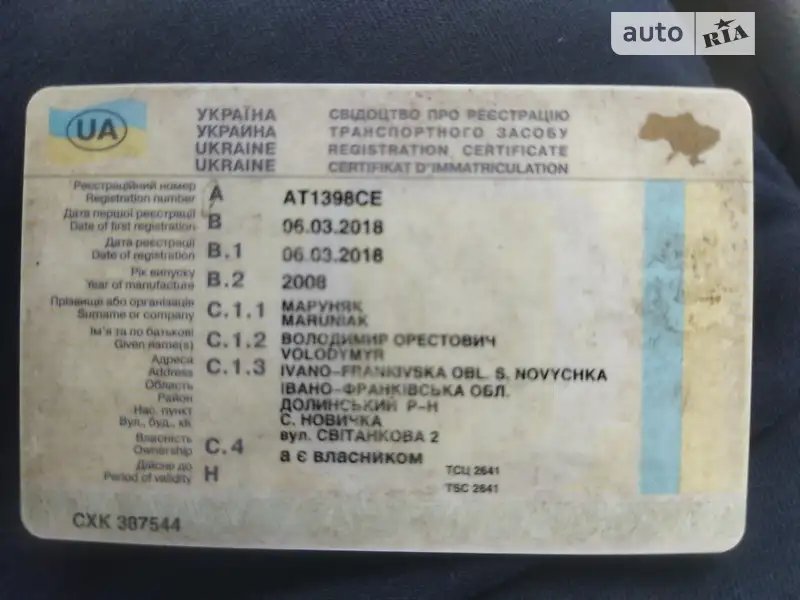 auto RIA
UA
УКРАЇНА СВІДОЦТВО ПРО РЕЄСТРАЦІЮ
УКРАИНА ТРАНСПОРТНОГО ЗАСОБУ
UKRAINE REGISTRATION CERTIFICATE
UKRAINE CERTIFIKAT D'IMMATRICULATION
Реєстраційний номер
Registration number A AT1398CE
Дата першої реєстрації
Date of first registration B 06.03.2018
Дата реєстрації
Date of registration B.1 06.03.2018
Рік випуску
Year of manufacture B.2 2008
Прізвище або організація
Surname or company C.1.1 МАРУНЯК
MARUNIAK
Ім'я та по батькові
Given name(s) C.1.2 ВОЛОДИМИР ОРЕСТОВИЧ
VOLODYMYR
Адреса
Address C.1.3 IVANO-FRANKIVSKA OBL. S. NOVYCHKA
Область ІВАНО-ФРАНКІВСЬКА ОБЛ.
Район ДОЛИНСЬКИЙ Р-Н
Нас. пункт С. НОВИЧКА
Вул., буд., кв вул. СВІТАНКОВА 2
Власність
Ownership C.4 а є власником
Дійсне до
Period of validity H
ТСЦ 2641
TSC 2641
СХК 387544